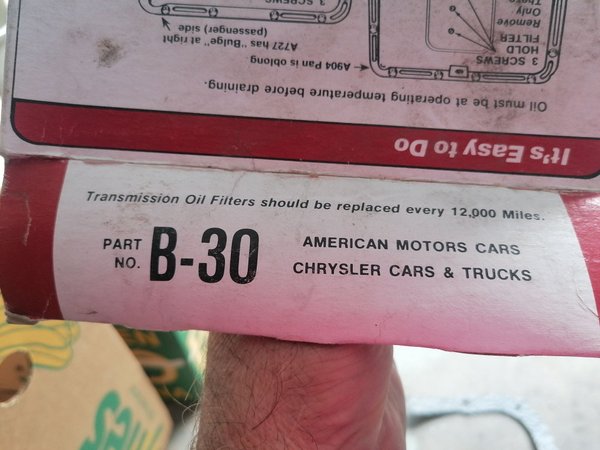 It's Easy to Do
Oil must be at operating temperature before draining.
A904 Pan is oblong
3 SCREWS
HOLD
FILTER
Remove
Only
These
A727 has "Bulge" at right
(passenger) side
3 SCREWS
Transmission Oil Filters should be replaced every 12,000 Miles.
PART
NO.
B-30
AMERICAN MOTORS CARS
CHRYSLER CARS & TRUCKS